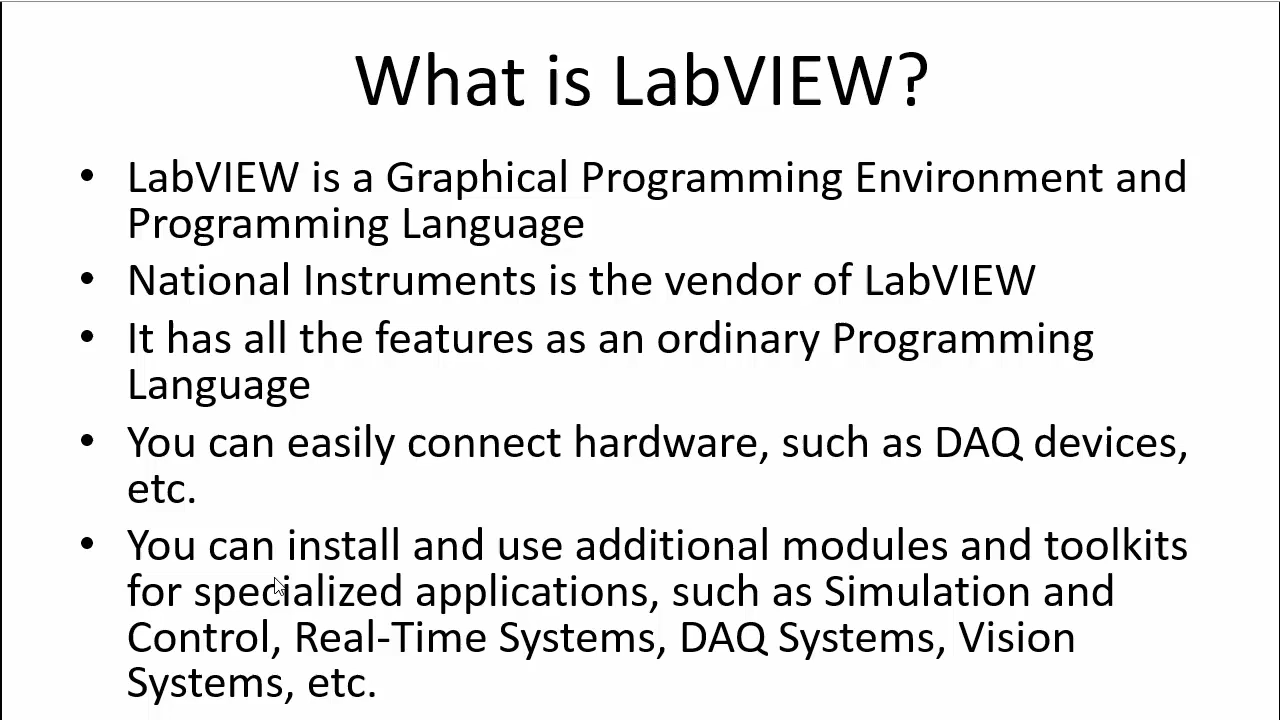 What is LabVIEW?
• LabVIEW is a Graphical Programming Environment and
Programming Language
• National Instruments is the vendor of LabVIEW
• It has all the features as an ordinary Programming
Language
• You can easily connect hardware, such as DAQ devices,
etc.
• You can install and use additional modules and toolkits
for specialized applications, such as Simulation and
Control, Real-Time Systems, DAQ Systems, Vision
Systems, etc.